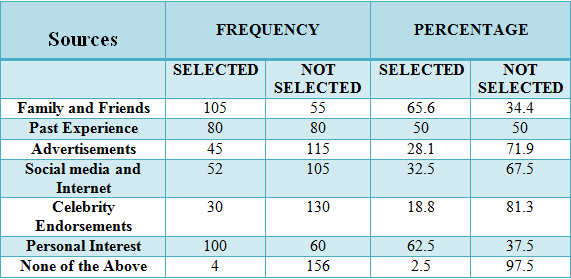 Sources FREQUENCY PERCENTAGE
SELECTED NOT SELECTED SELECTED NOT SELECTED
Family and Friends 105 55 65.6 34.4
Past Experience 80 80 50 50
Advertisements 45 115 28.1 71.9
Social media and Internet 52 105 32.5 67.5
Celebrity Endorsements 30 130 18.8 81.3
Personal Interest 100 60 62.5 37.5
None of the Above 4 156 2.5 97.5